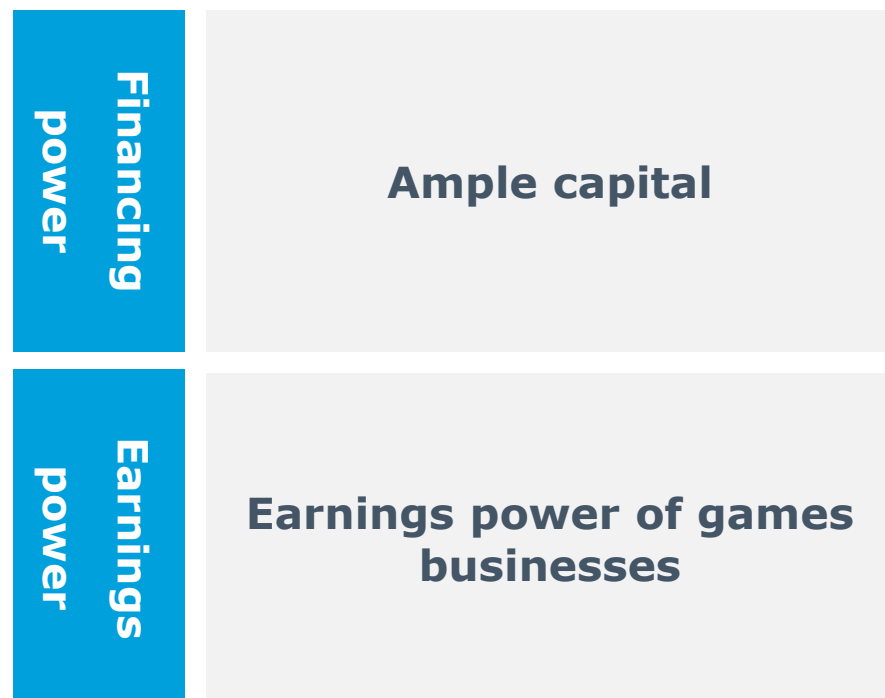 Financing
power
Ample capital
Earnings
power
Earnings power of games
businesses